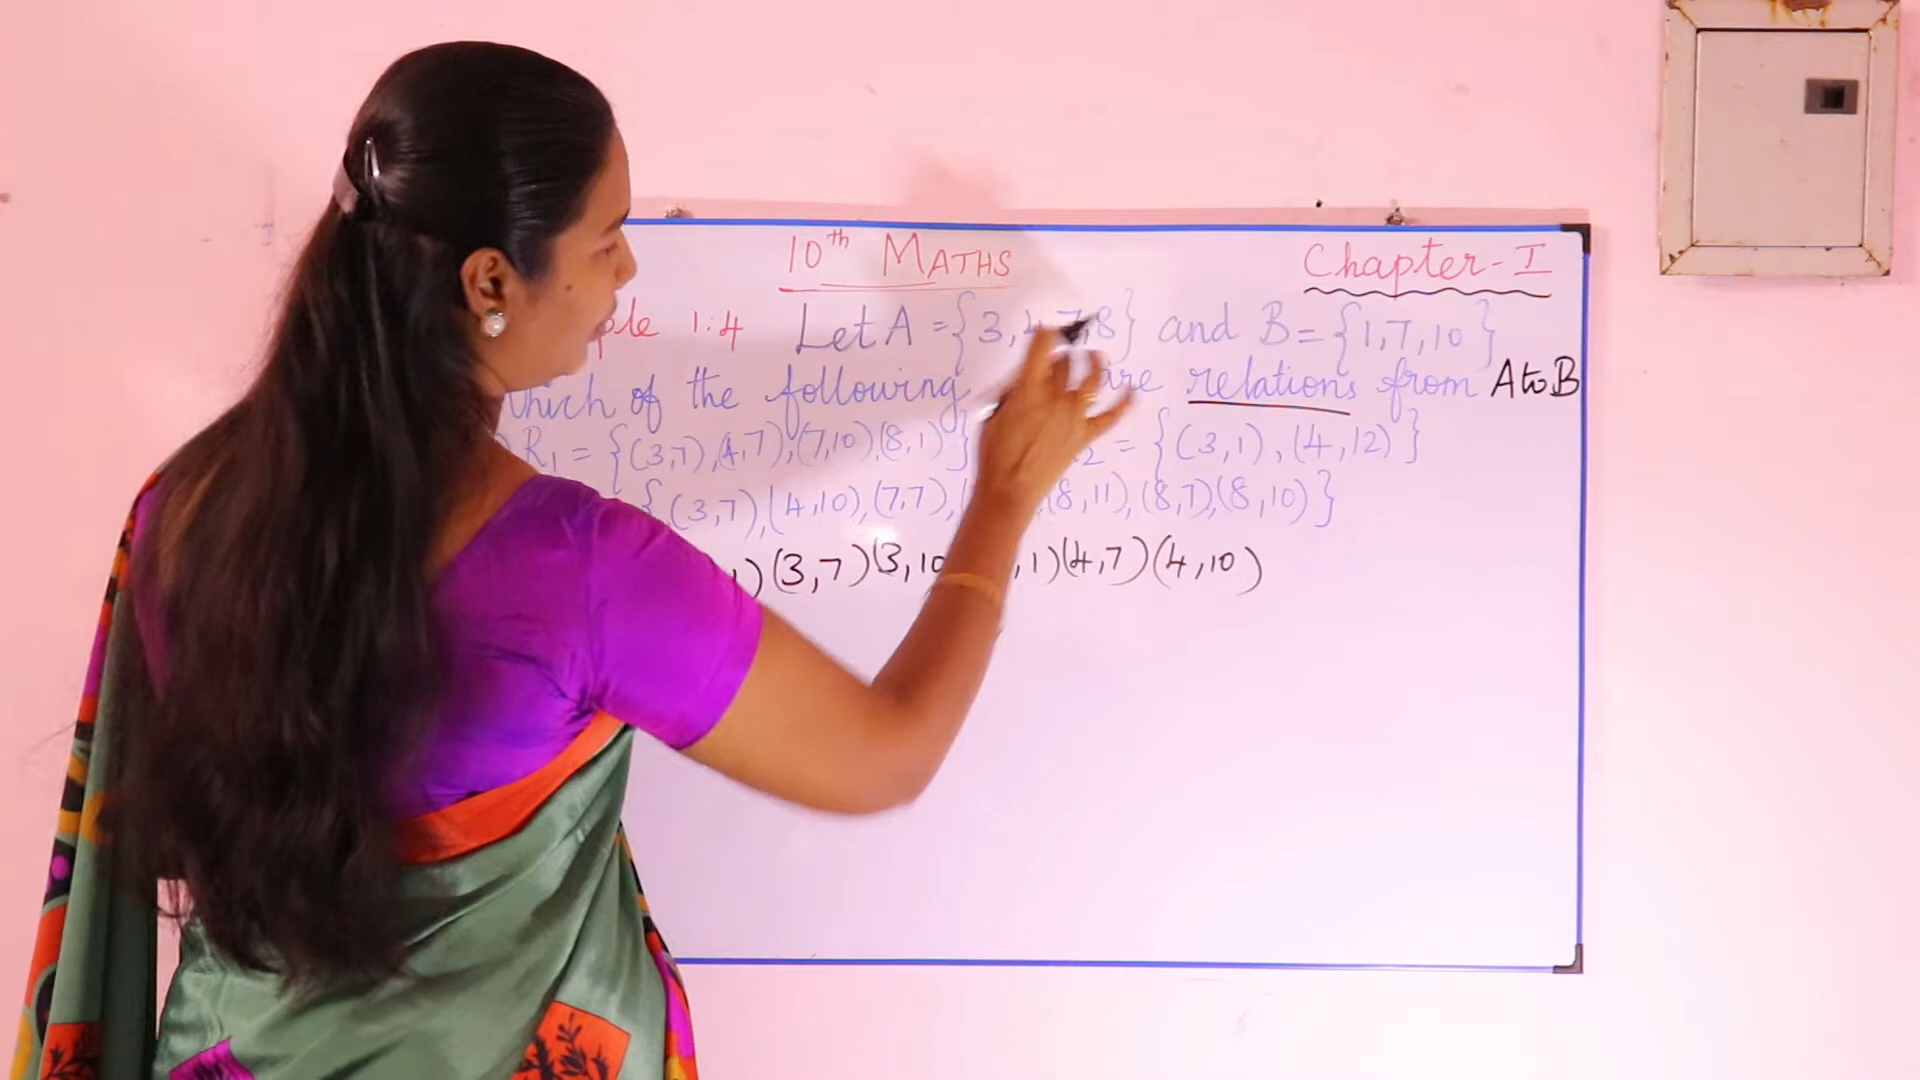 10th MATHS
Chapter-I
1.4 Let A = {3,4,7,8} and B = {1,7,10}
which of the following are relations from A to B
R1 = {(3,7),(4,7),(7,10),(8,1)} 2 = {(3,1),(4,12)}
{(3,7),(4,10),(7,7), (8,11),(8,7),(8,10)}
1)(3,7)(3,10 ,1)(4,7)(4,10)